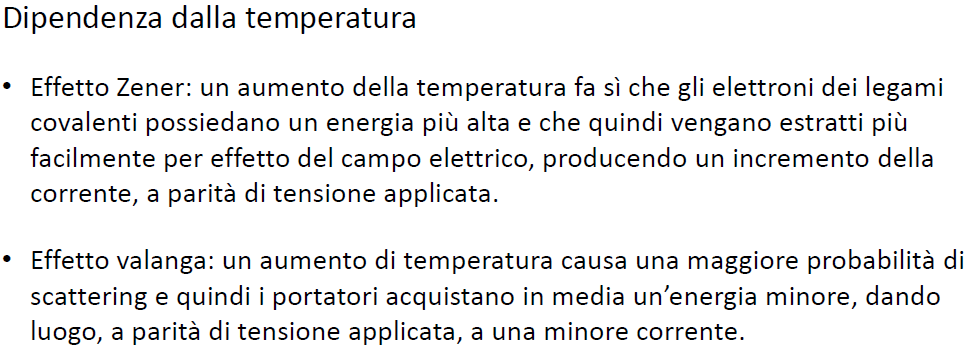 Dipendenza dalla temperatura
• Effetto Zener: un aumento della temperatura fa sì che gli elettroni dei legami
covalenti possiedano un energia più alta e che quindi vengano estratti più
facilmente per effetto del campo elettrico, producendo un incremento della
corrente, a parità di tensione applicata.
• Effetto valanga: un aumento di temperatura causa una maggiore probabilità di
scattering e quindi i portatori acquistano in media un’energia minore, dando
luogo, a parità di tensione applicata, a una minore corrente.